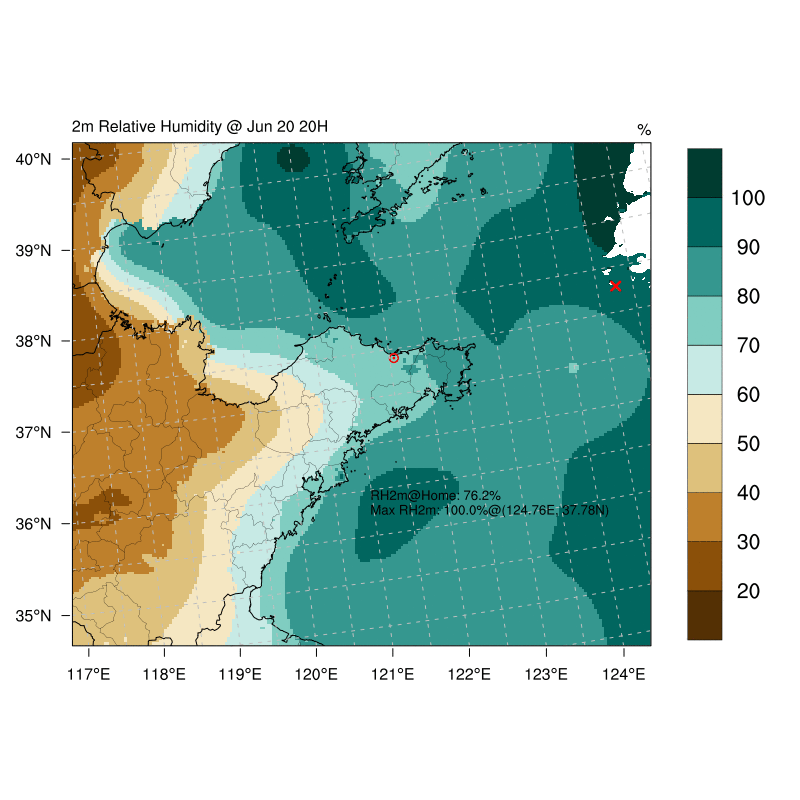 2m Relative Humidity @ Jun 20 20H
%
40°N
39°N
38°N
37°N
36°N
35°N
117°E
118°E
119°E
120°E
121°E
122°E
123°E
124°E
RH2m@Home: 76.2%
Max RH2m: 100.0%@(124.76E, 37.78N)
100
90
80
70
60
50
40
30
20